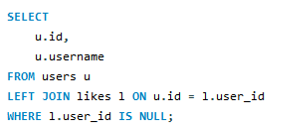 SELECT
    u.id,
    u.username
FROM users u
LEFT JOIN likes l ON u.id = l.user_id
WHERE l.user_id IS NULL;